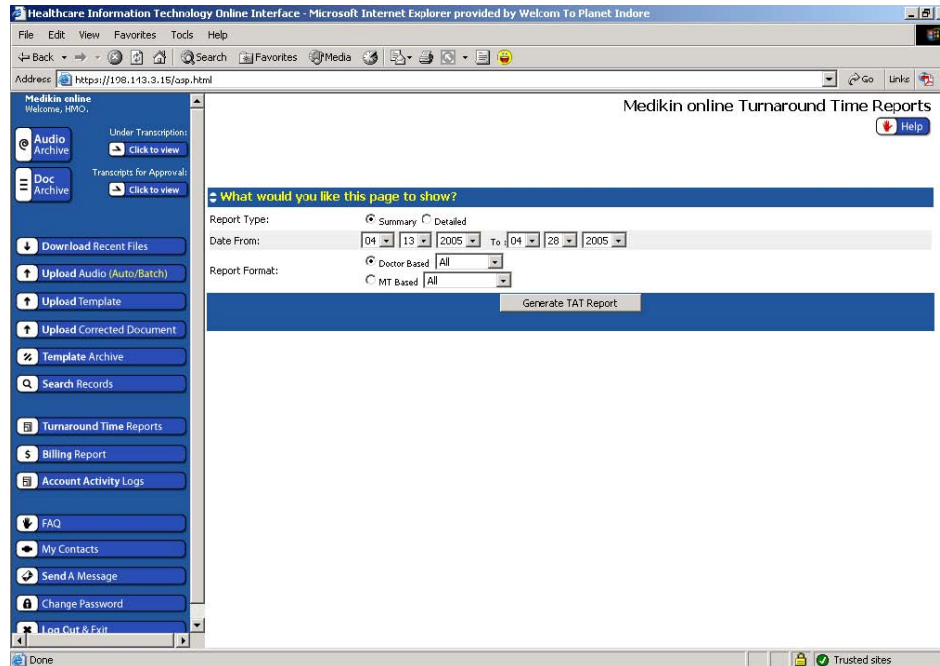 Healthcare Information Technology Online Interface - Microsoft Internet Explorer provided by Welcom To Planet Indore
File Edit View Favorites Tools Help
Back Search Favorites Media
Address https://198.143.3.15/asp.html Go Links
Medikin online
Welcome, HMO.
Audio Archive
Under Transcription:
Click to view
Doc Archive
Transcripts for Approval:
Click to view
Download Recent Files
Upload Audio (Auto/Batch)
Upload Template
Upload Corrected Document
Template Archive
Search Records
Turnaround Time Reports
Billing Report
Account Activity Logs
FAQ
My Contacts
Send A Message
Change Password
Log Out & Exit
Medikin online Turnaround Time Reports
Help
What would you like this page to show?
Report Type: Summary Detailed
Date From: 04 13 2005 To : 04 28 2005
Report Format: Doctor Based All
MT Based All
Generate TAT Report
Done Trusted sites